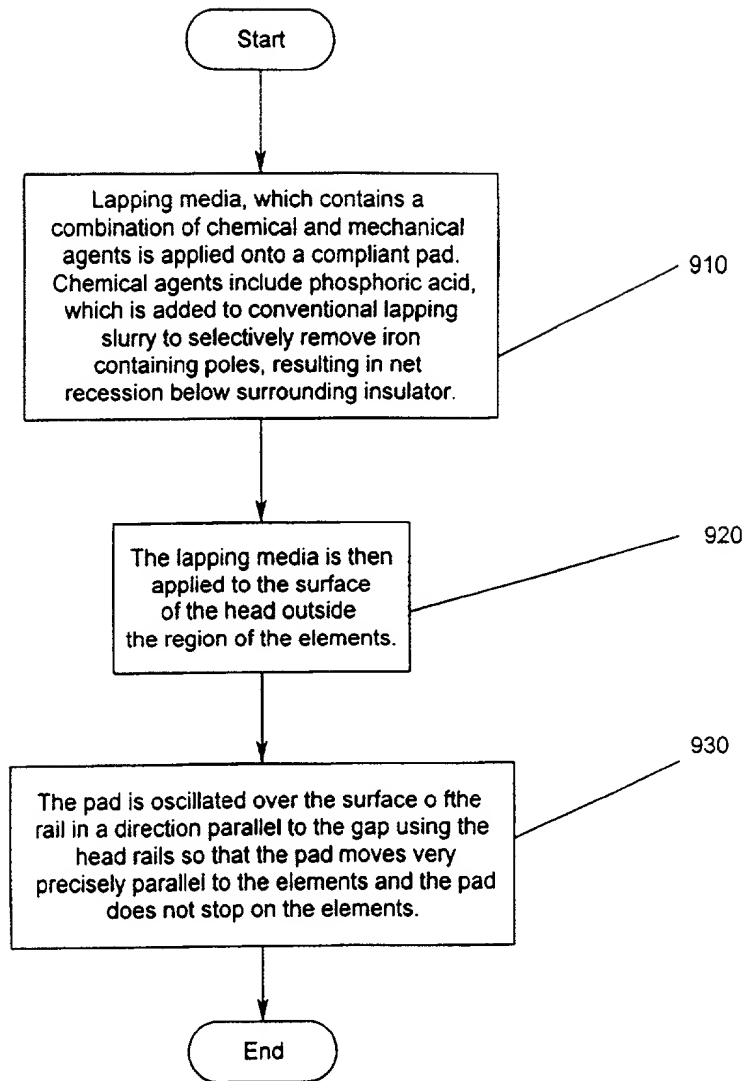 Start
Lapping media, which contains a
combination of chemical and mechanical
agents is applied onto a compliant pad.
Chemical agents include phosphoric acid,
which is added to conventional lapping
slurry to selectively remove iron
containing poles, resulting in net
recession below surrounding insulator.
910
The lapping media is then
applied to the surface
of the head outside
the region of the elements.
920
The pad is oscillated over the surface o fthe
rail in a direction parallel to the gap using the
head rails so that the pad moves very
precisely parallel to the elements and the pad
does not stop on the elements.
930
End